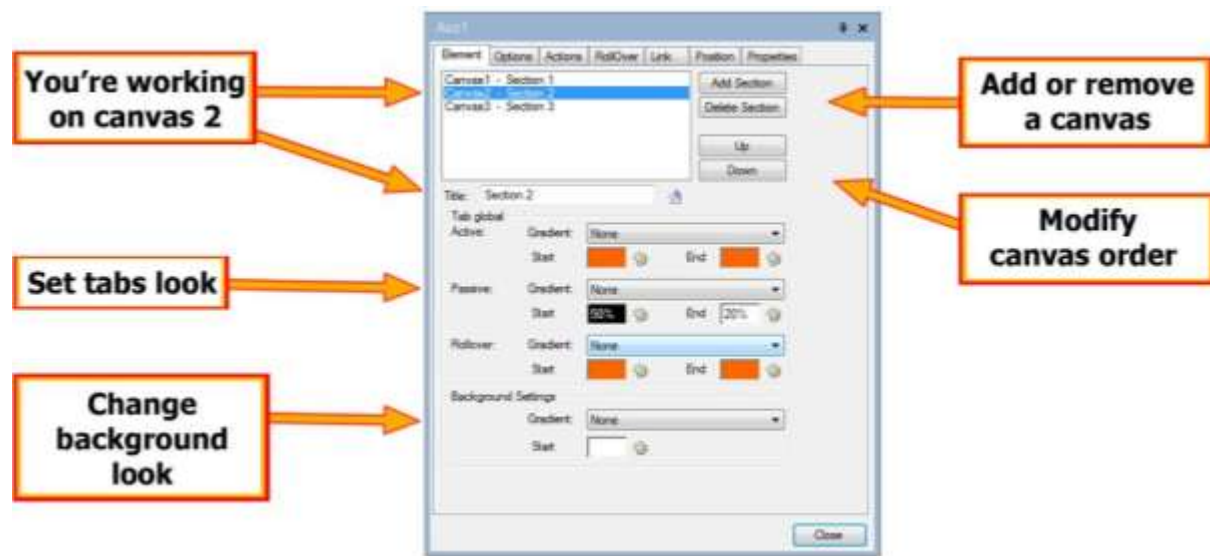 Acc1
Element Options Actions RollOver Link Position Properties
You're working
on canvas 2
Canvas1 - Section 1
Canvas2 - Section 2
Canvas3 - Section 3
Add Section
Delete Section
Up
Down
Add or remove
a canvas
Title: Section 2
Tab global
Active: Gradient: None
Start End
Modify
canvas order
Set tabs look
Passive: Gradient: None
Start 50% End 20%
Rollover: Gradient: None
Start End
Change
background
look
Background Settings
Gradient: None
Start
Close